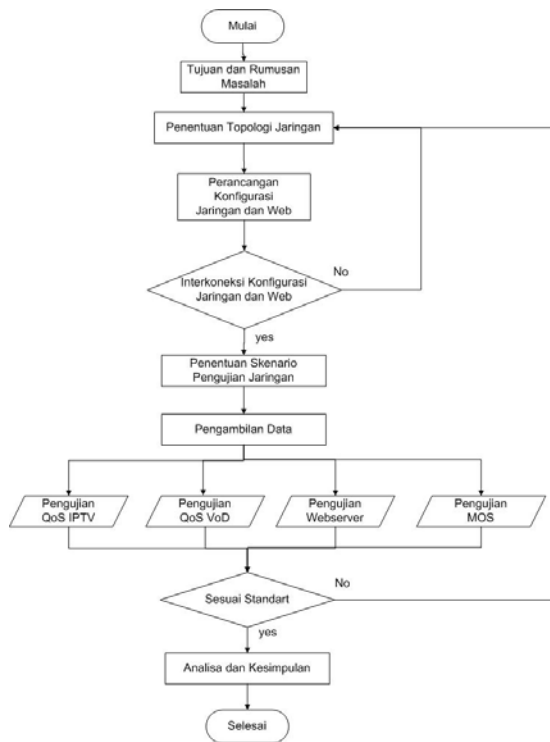 Mulai
Tujuan dan Rumusan
Masalah
Penentuan Topologi Jaringan
Perancangan
Konfigurasi
Jaringan dan Web
Interkoneksi Konfigurasi
Jaringan dan Web
No
yes
Penentuan Skenario
Pengujian Jaringan
Pengambilan Data
Pengujian
QoS IPTV
Pengujian
QoS VoD
Pengujian
Webserver
Pengujian
MOS
Sesuai Standart
No
yes
Analisa dan Kesimpulan
Selesai